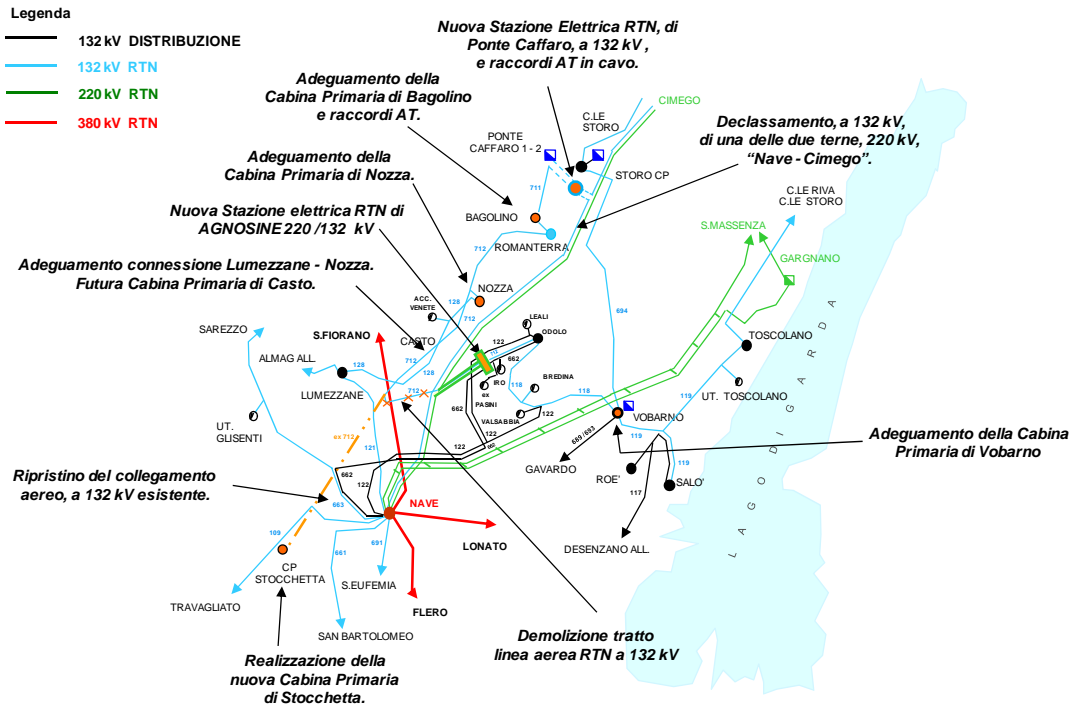 Legenda
132 kV DISTRIBUZIONE
132 kV RTN
220 kV RTN
380 kV RTN
Nuova Stazione Elettrica RTN, di
Ponte Caffaro, a 132 kV ,
e raccordi AT in cavo.
Adeguamento della
Cabina Primaria di Bagolino
e raccordi AT.
Adeguamento della
Cabina Primaria di Nozza.
Nuova Stazione elettrica RTN di
AGNOSINE 220 /132 kV
Adeguamento connessione Lumezzane - Nozza.
Futura Cabina Primaria di Casto.
Declassamento, a 132 kV,
di una delle due terne, 220 kV,
“Nave - Cimego”.
CIMEGO
C.LE
STORO
PONTE
CAFFARO 1 - 2
STORO CP
711
BAGOLINO
ROMANTERRA
712
C.LE RIVA
C.LE STORO
S.MASSENZA
GARGNANO
NOZZA
128
712
ACC.
VENETE
CASTO
694
SAREZZO
S.FIORANO
LEALI
122
ODOLO
TOSCOLANO
ALMAG ALL.
128
712
128
662
IRO
BREDINA
LUMEZZANE
712
ex
PASINI
118
118
119
UT. TOSCOLANO
UT.
GLISENTI
662
VALSABBIA
122
VOBARNO
121
122
122
ex 712
689 /693
119
Adeguamento della Cabina
Primaria di Vobarno
GAVARDO
ROE'
119
SALO'
117
Ripristino del collegamento
aereo, a 132 kV esistente.
662
122
663
NAVE
LONATO
DESENZANO ALL.
109
691
661
CP
STOCCHETTA
S.EUFEMIA
TRAVAGLIATO
FLERO
SAN BARTOLOMEO
Demolizione tratto
linea aerea RTN a 132 kV
Realizzazione della
nuova Cabina Primaria
di Stocchetta.
LAGO DI GARDA